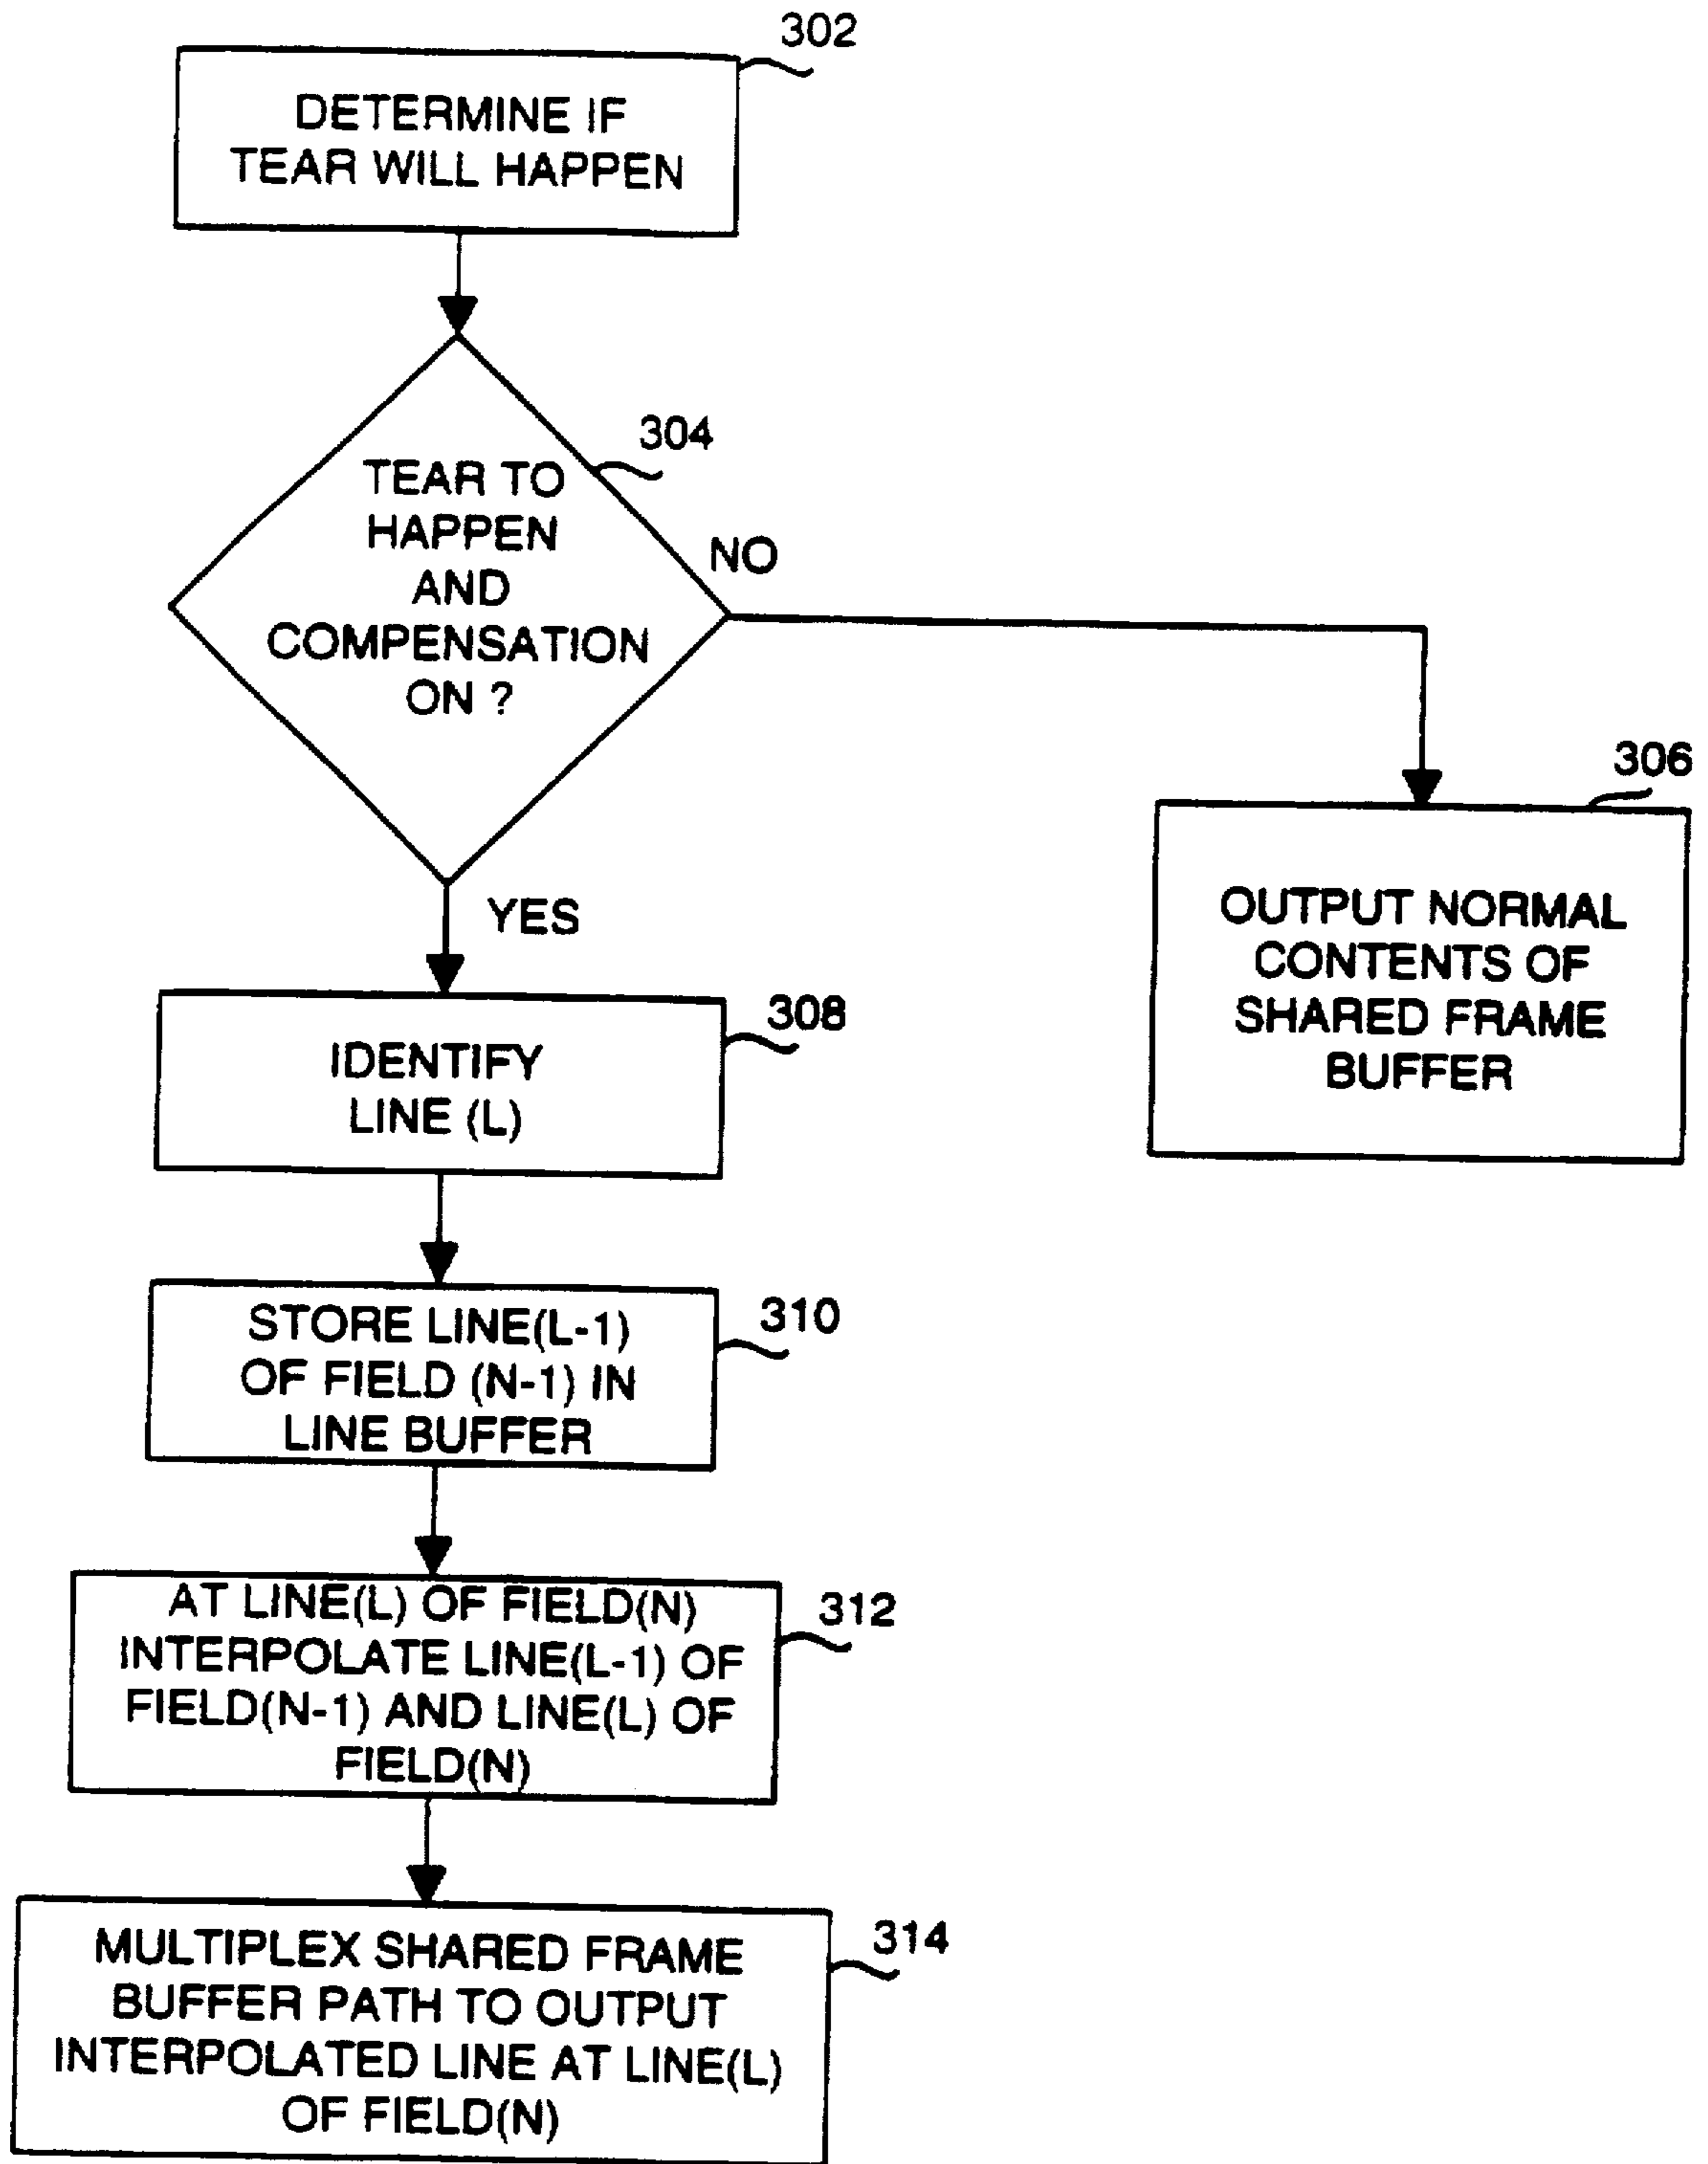 302
DETERMINE IF
TEAR WILL HAPPEN
304
TEAR TO
HAPPEN
AND
COMPENSATION
ON ?
NO
306
OUTPUT NORMAL
CONTENTS OF
SHARED FRAME
BUFFER
YES
308
IDENTIFY
LINE (L)
310
STORE LINE(L-1)
OF FIELD (N-1) IN
LINE BUFFER
312
AT LINE(L) OF FIELD(N)
INTERPOLATE LINE(L-1) OF
FIELD(N-1) AND LINE(L) OF
FIELD(N)
314
MULTIPLEX SHARED FRAME
BUFFER PATH TO OUTPUT
INTERPOLATED LINE AT LINE(L)
OF FIELD(N)